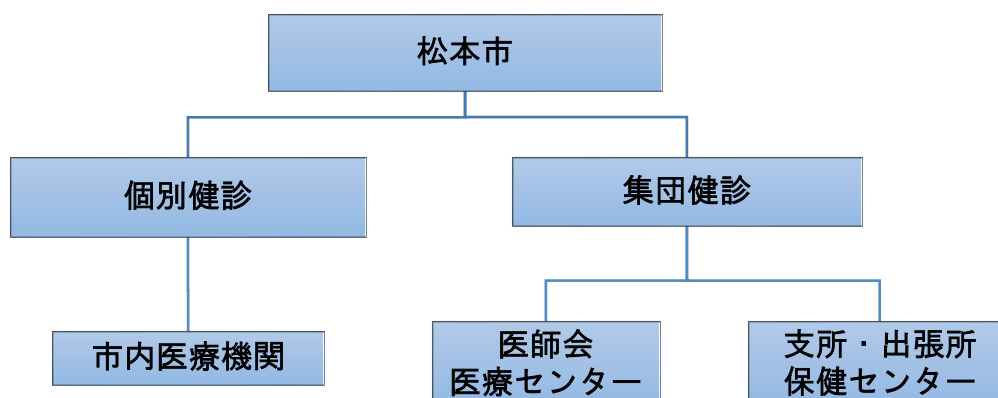 松本市
個別健診
集団健診
市内医療機関
医師会
医療センター
支所・出張所
保健センター